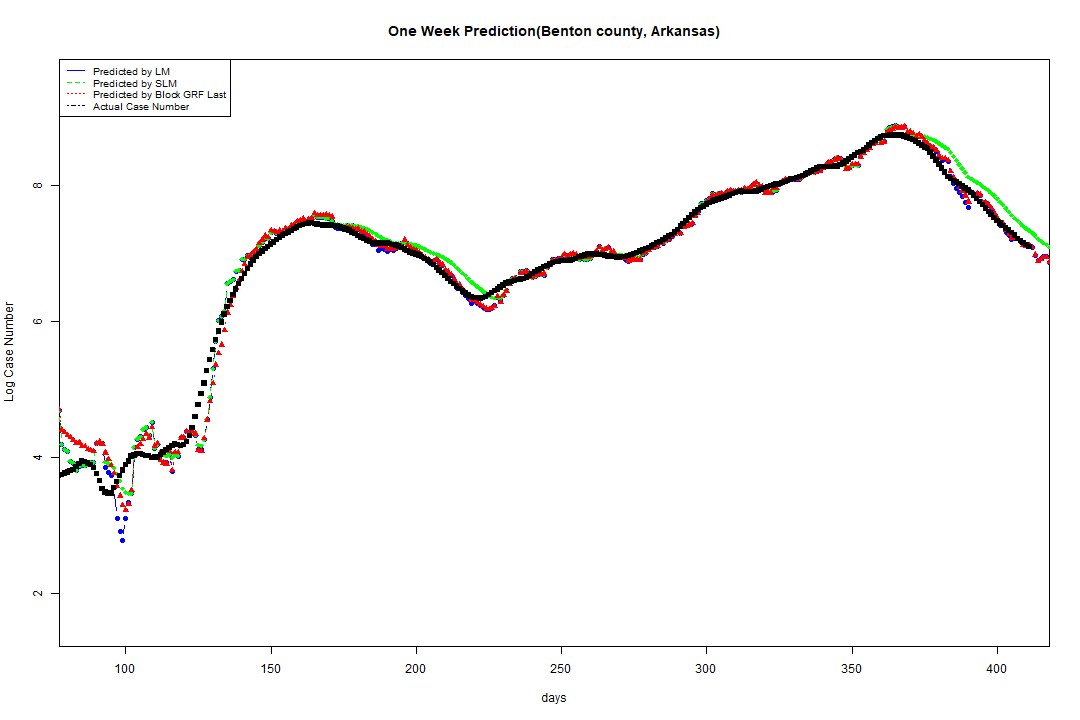 One Week Prediction(Benton county, Arkansas)
Predicted by LM
Predicted by SLM
Predicted by Block GRF Last
Actual Case Number
Log Case Number
8
6
4
2
100 150 200 250 300 350 400
days